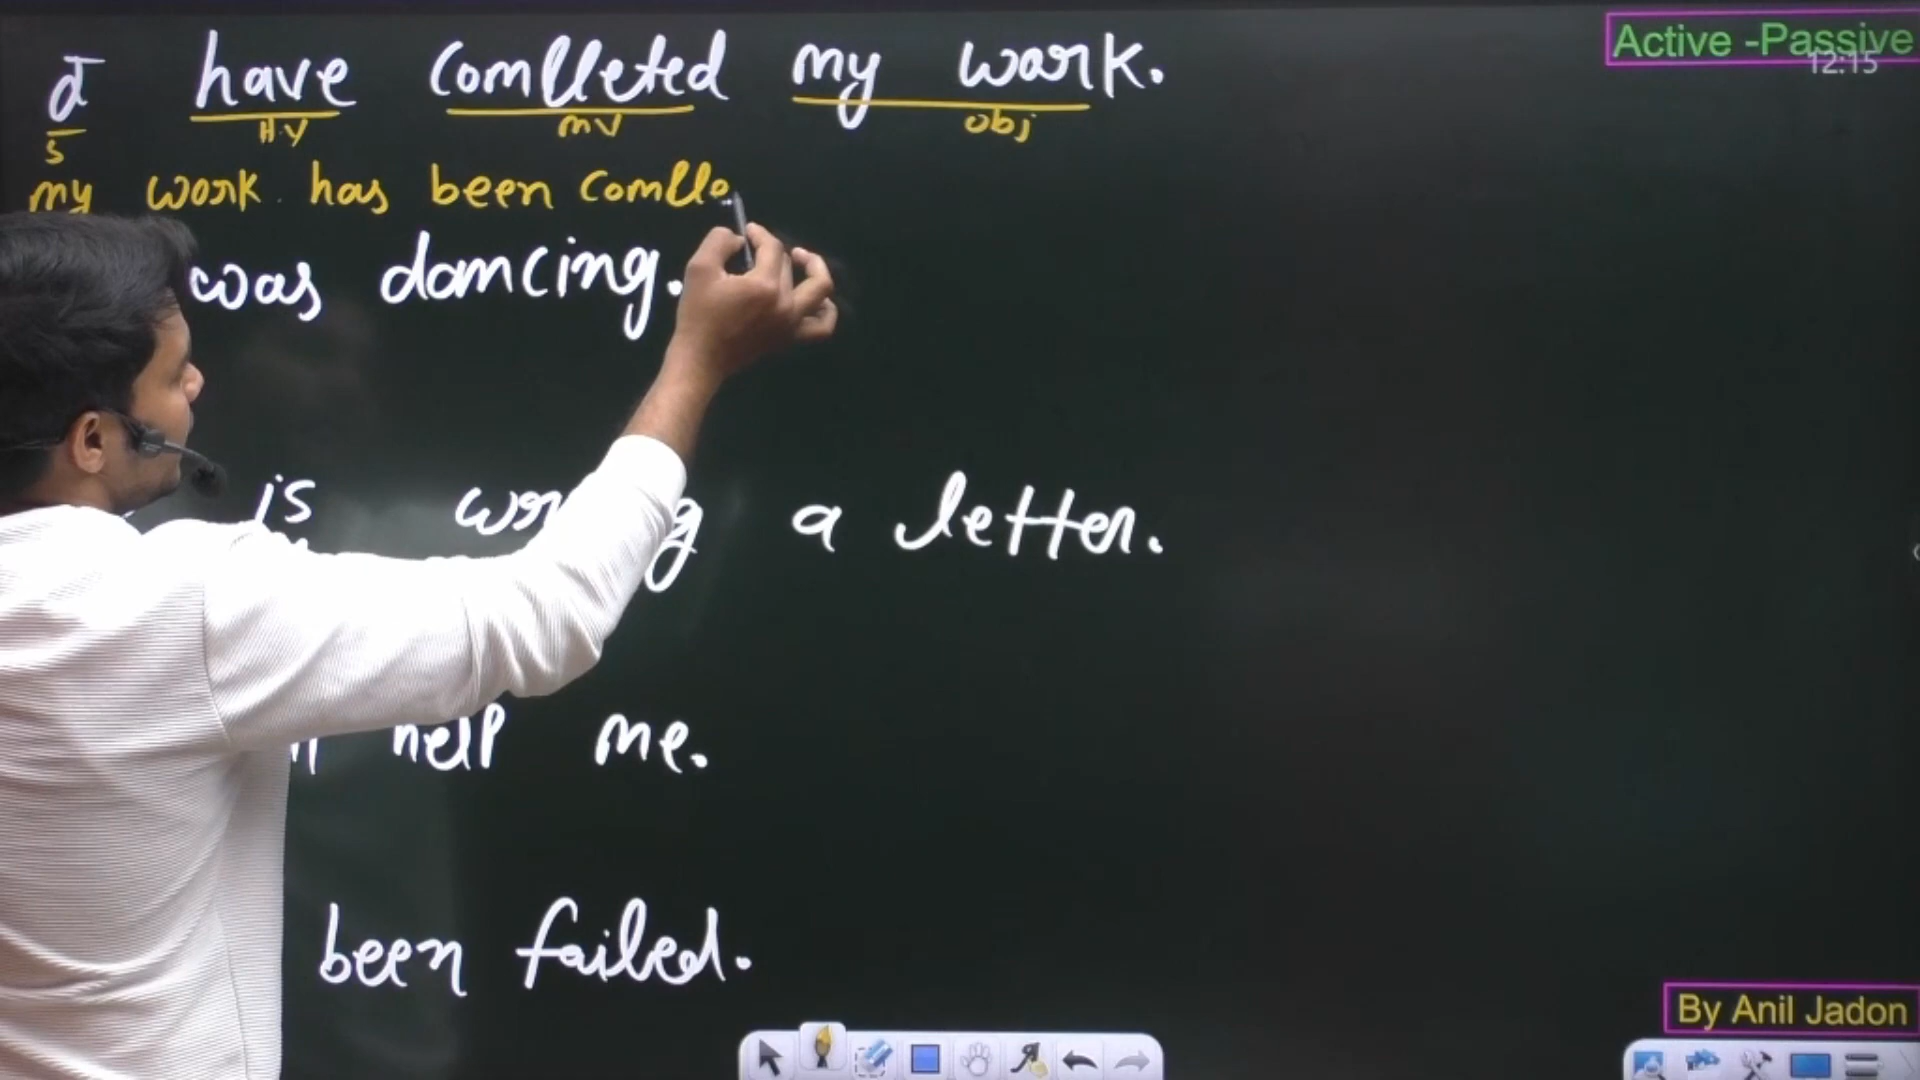 Active -Passive
12:15
I have comlleted my work.
S H.V mV obj
my work has been comlle
was dancing.
is a letter.
help me.
been failed.
By Anil Jadon